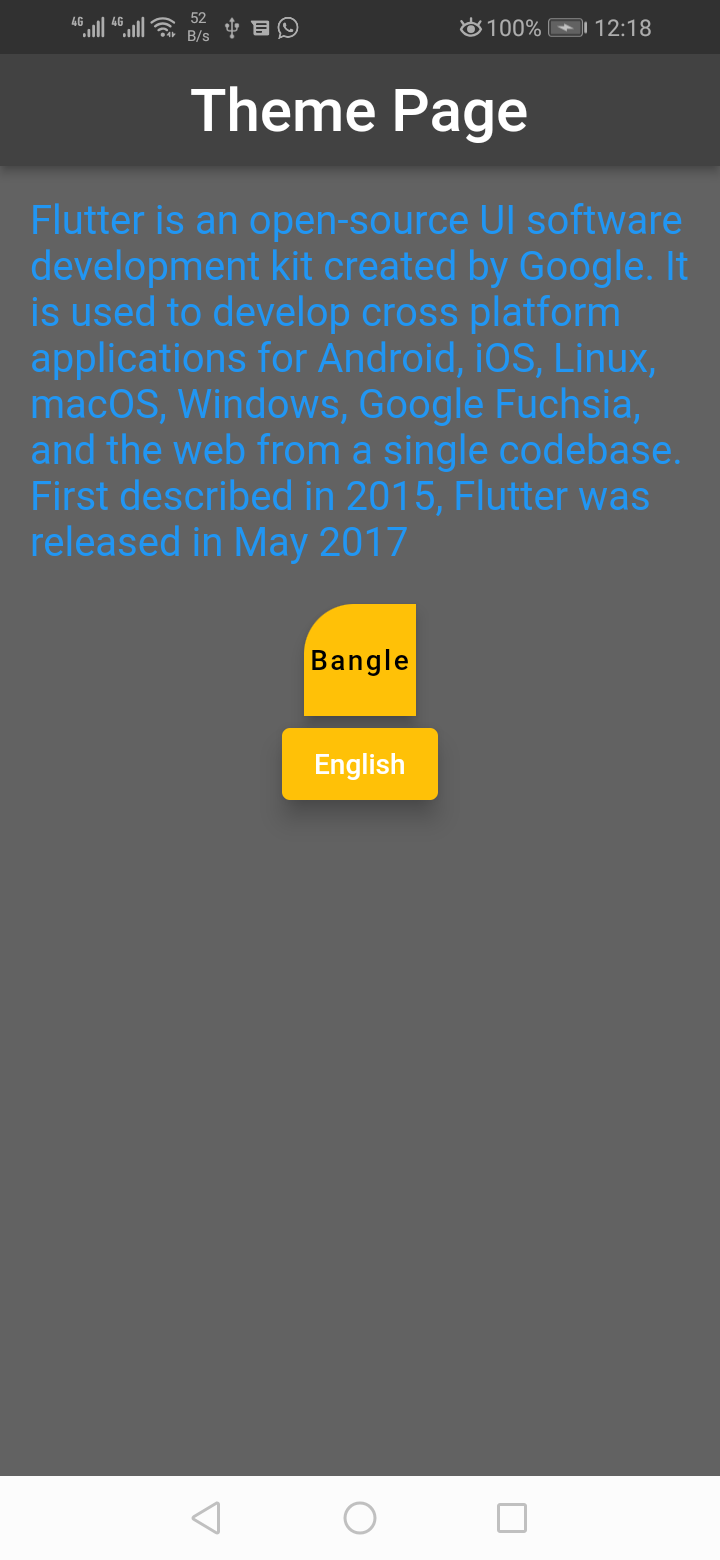 4G 4G 52 B/s 100% 12:18
Theme Page
Flutter is an open-source UI software
development kit created by Google. It
is used to develop cross platform
applications for Android, iOS, Linux,
macOS, Windows, Google Fuchsia,
and the web from a single codebase.
First described in 2015, Flutter was
released in May 2017
Bangle
English